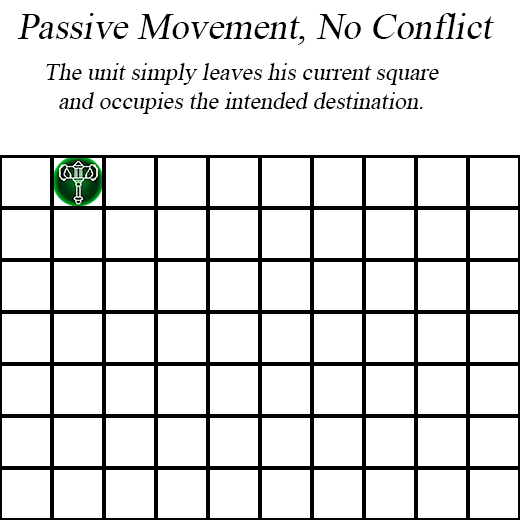 Passive Movement, No Conflict
The unit simply leaves his current square
and occupies the intended destination.